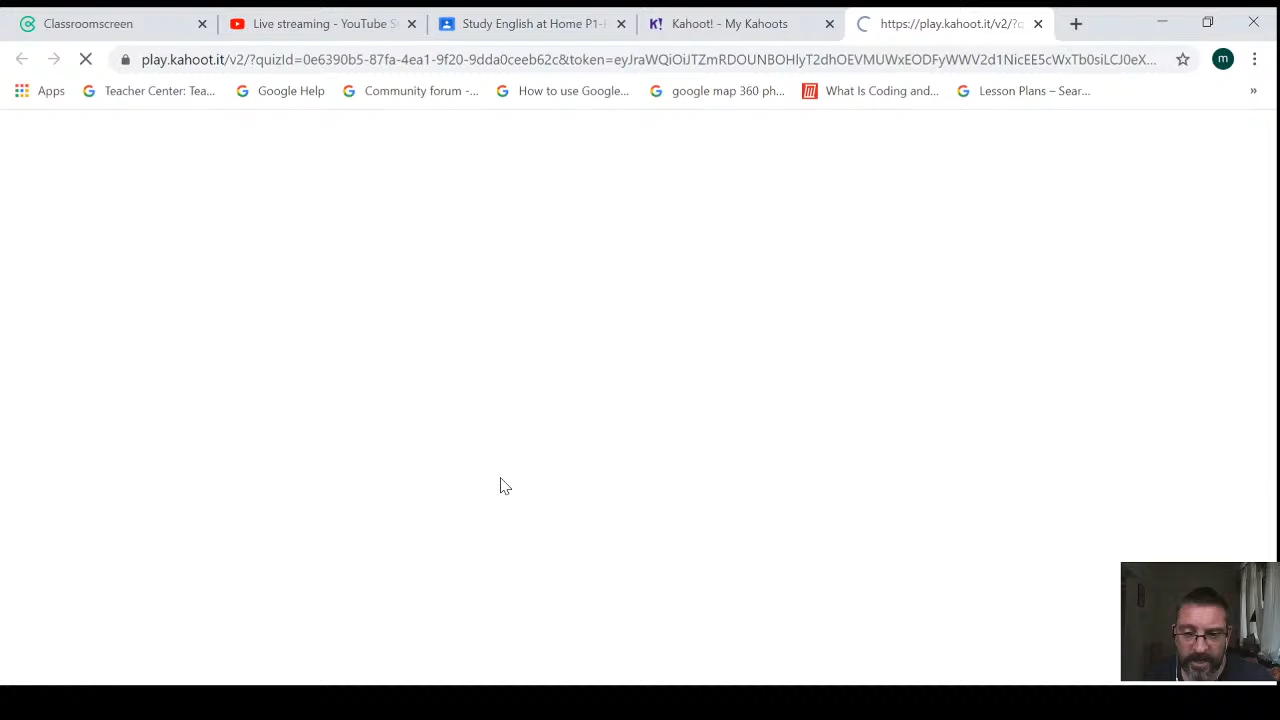 Classroomscreen
Live streaming - YouTube S
Study English at Home P1-
Kahoot! - My Kahoots
https://play.kahoot.it/v2/?
play.kahoot.it/v2/?quizId=0e6390b5-87fa-4ea1-9f20-9dda0ceeb62c&token=eyJraWQiOiJTZmRDOUNBOHlyT2dhOEVMUWxEODFyWWV2d1NicEE5cWxTb0siLCJ0eX...
m
Apps
Teacher Center: Tea...
Google Help
Community forum -...
How to use Google...
google map 360 ph...
What Is Coding and...
Lesson Plans – Sear...
»